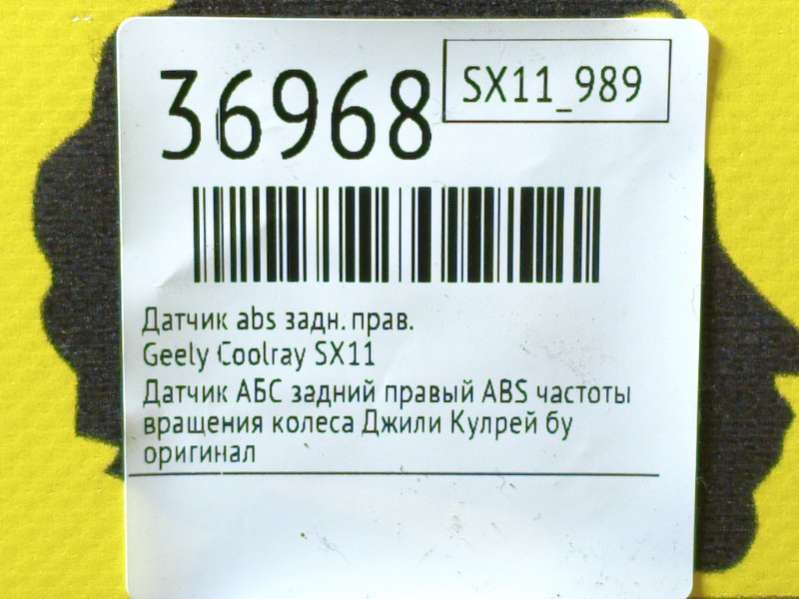 36968
SX11_989
Датчик abs задн. прав.
Geely Coolray SX11
Датчик АБС задний правый ABS частоты
вращения колеса Джили Кулрей бу
оригинал